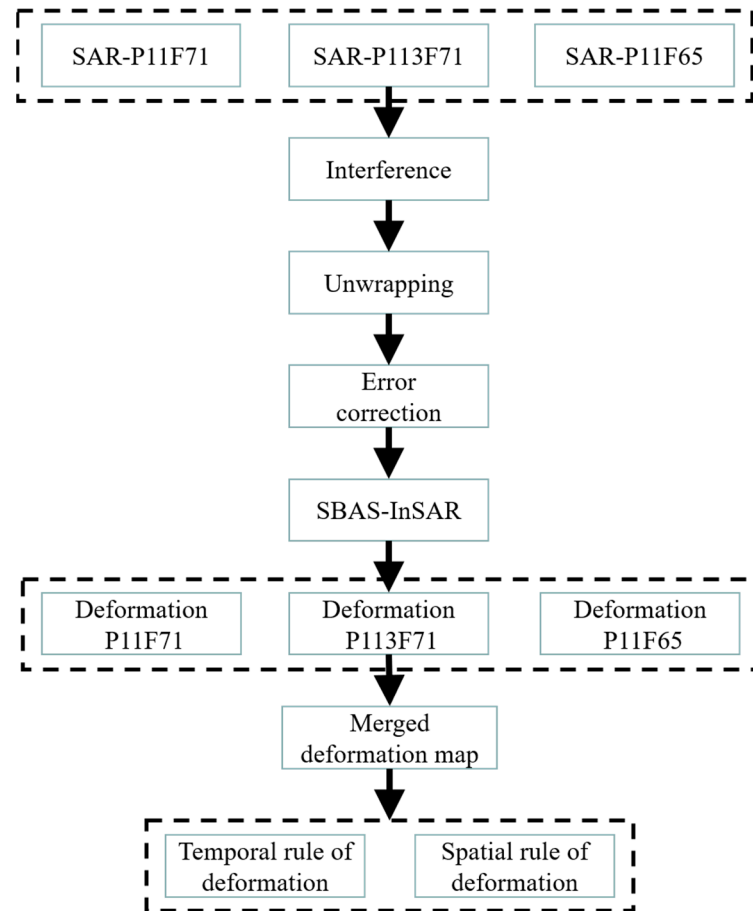 SAR-P11F71 SAR-P113F71 SAR-P11F65
Interference
Unwrapping
Error
correction
SBAS-InSAR
Deformation
P11F71
Deformation
P113F71
Deformation
P11F65
Merged
deformation map
Temporal rule of
deformation
Spatial rule of
deformation